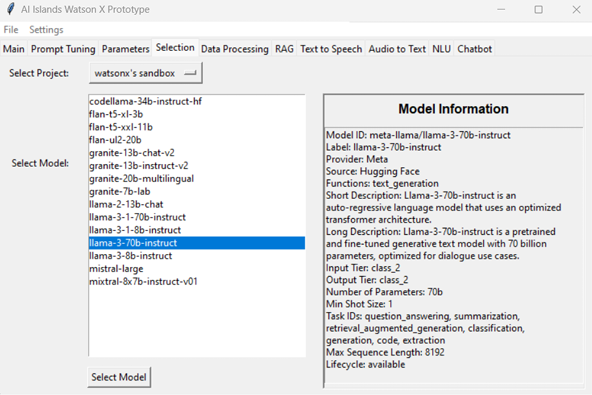 AI Islands Watson X Prototype
File Settings
Main Prompt Tuning Parameters Selection Data Processing RAG Text to Speech Audio to Text NLU Chatbot
Select Project: watsonx's sandbox
Select Model:
codellama-34b-instruct-hf
flan-t5-xl-3b
flan-t5-xxl-11b
flan-ul2-20b
granite-13b-chat-v2
granite-13b-instruct-v2
granite-20b-multilingual
granite-7b-lab
llama-2-13b-chat
llama-3-1-70b-instruct
llama-3-1-8b-instruct
llama-3-70b-instruct
llama-3-8b-instruct
mistral-large
mixtral-8x7b-instruct-v01
Select Model
Model Information
Model ID: meta-llama/llama-3-70b-instruct
Label: llama-3-70b-instruct
Provider: Meta
Source: Hugging Face
Functions: text_generation
Short Description: Llama-3-70b-instruct is an
auto-regressive language model that uses an optimized
transformer architecture.
Long Description: Llama-3-70b-instruct is a pretrained
and fine-tuned generative text model with 70 billion
parameters, optimized for dialogue use cases.
Input Tier: class_2
Output Tier: class_2
Number of Parameters: 70b
Min Shot Size: 1
Task IDs: question_answering, summarization,
retrieval_augmented_generation, classification,
generation, code, extraction
Max Sequence Length: 8192
Lifecycle: available